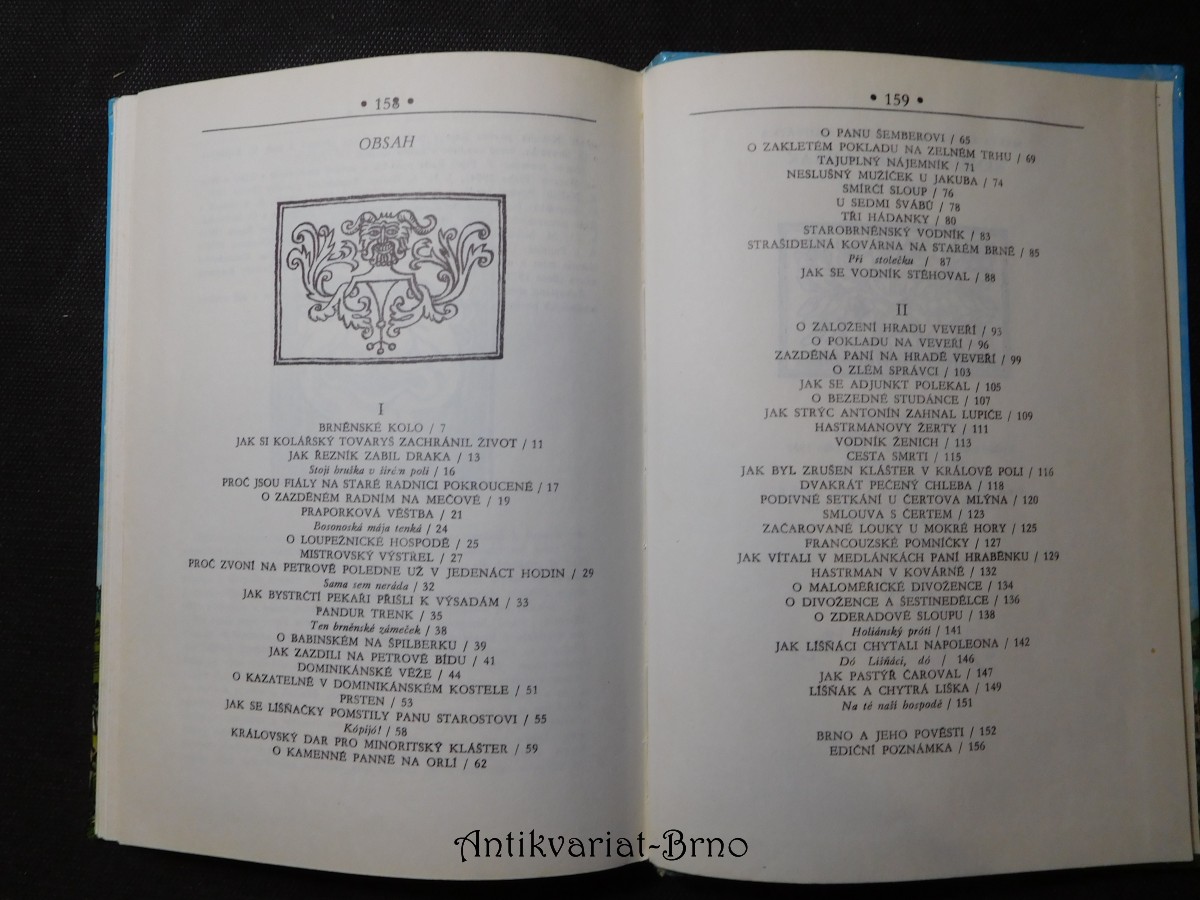 • 158 •
OBSAH
I
BRNĚNSKÉ KOLO / 7
JAK SI KOLÁŘSKÝ TOVARYŠ ZACHRÁNIL ŽIVOT / 11
JAK ŘEZNÍK ZABIL DRAKA / 13
Stojí hruška v širém poli / 16
PROČ JSOU FIÁLY NA STARÉ RADNICI POKROUCENÉ / 17
O ZAZDĚNÉM RADNÍM NA MEČOVÉ / 19
PRAPORKOVÁ VĚŠTBA / 21
Bosonoská mája tenká / 24
O LOUPEŽNICKÉ HOSPODĚ / 25
MISTROVSKÝ VÝSTŘEL / 27
PROČ ZVONÍ NA PETROVĚ POLEDNE UŽ V JEDENÁCT HODIN / 29
Sama sem neráda / 32
JAK BYSTRČTÍ PEKAŘI PŘIŠLI K VÝSADÁM / 33
PANDUR TRENK / 35
Ten brněnské zámeček / 38
O BABINSKÉM NA ŠPILBERKU / 39
JAK ZAZDILI NA PETROVĚ BÍDU / 41
DOMINIKÁNSKÉ VĚŽE / 44
O KAZATELNĚ V DOMINIKÁNSKÉM KOSTELE / 51
PRSTEN / 53
JAK SE LÍŠŇAČKY POMSTILY PANU STAROSTOVI / 55
Kópijó! / 58
KRÁLOVSKÝ DAR PRO MINORITSKÝ KLÁŠTER / 59
O KAMENNÉ PANNĚ NA ORLÍ / 62
• 159 •
O PANU ŠEMBEROVI / 65
O ZAKLETÉM POKLADU NA ZELNÉM TRHU / 69
TAJUPLNÝ NÁJEMNÍK / 71
NESLUŠNÝ MUŽÍČEK U JAKUBA / 74
SMÍRČÍ SLOUP / 76
U SEDMI ŠVÁBŮ / 78
TŘI HÁDANKY / 80
STAROBRNĚNSKÝ VODNÍK / 83
STRAŠIDELNÁ KOVÁRNA NA STARÉM BRNĚ / 85
Při stolečku / 87
JAK SE VODNÍK STĚHOVAL / 88
II
O ZALOŽENÍ HRADU VEVEŘÍ / 93
O POKLADU NA VEVEŘÍ / 96
ZAZDĚNÁ PANÍ NA HRADĚ VEVEŘÍ / 99
O ZLÉM SPRÁVCI / 103
JAK SE ADJUNKT POLEKAL / 105
O BEZEDNÉ STUDÁNCE / 107
JAK STRÝC ANTONÍN ZAHNAL LUPIČE / 109
HASTRMANOVY ŽERTY / 111
VODNÍK ŽENICH / 113
CESTA SMRTI / 115
JAK BYL ZRUŠEN KLÁŠTER V KRÁLOVĚ POLI / 116
DVAKRÁT PEČENÝ CHLEBA / 118
PODIVNÉ SETKÁNÍ U ČERTOVA MLÝNA / 120
SMLOUVA S ČERTEM / 123
ZAČAROVANÉ LOUKY U MOKRÉ HORY / 125
FRANCOUZSKÉ POMNÍČKY / 127
JAK VÍTALI V MEDLÁNKÁCH PANÍ HRABĚNKU / 129
HASTRMAN V KOVÁRNĚ / 132
O MALOMĚŘICKÉ DIVOŽENCE / 134
O DIVOŽENCE A ŠESTINEDĚLCE / 136
O ZDERADOVĚ SLOUPU / 138
Holiánský próti / 141
JAK LÍŠŇÁCI CHYTALI NAPOLEONA / 142
Dó Líšňáci, dó / 146
JAK PASTÝŘ ČAROVAL / 147
LÍŠŇÁK A CHYTRÁ LIŠKA / 149
Na té naši hospodě / 151
BRNO A JEHO POVĚSTI / 152
EDIČNÍ POZNÁMKA / 156
Antikvariat-Brno